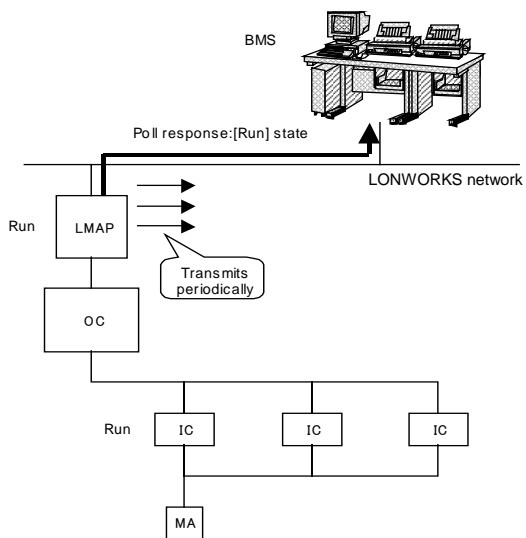 BMS
Poll response:[Run] state
LONWORKS network
Run
LMAP
Transmits
periodically
OC
Run
IC
IC
IC
MA